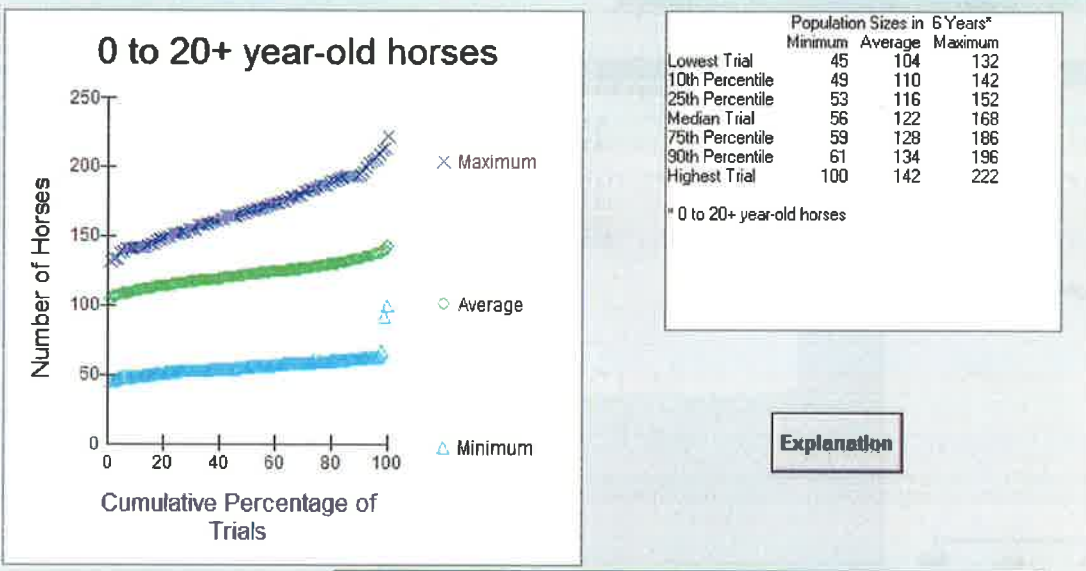 0 to 20+ year-old horses
250
200
150
100
50
0
0 20 40 60 80 100
Number of Horses
Cumulative Percentage of
Trials
Maximum
Average
Minimum
Population Sizes in 6 Years*
Minimum Average Maximum
Lowest Trial 45 104 132
10th Percentile 49 110 142
25th Percentile 53 116 152
Median Trial 56 122 168
75th Percentile 59 128 186
90th Percentile 61 134 196
Highest Trial 100 142 222
* 0 to 20+ year-old horses
Explanation